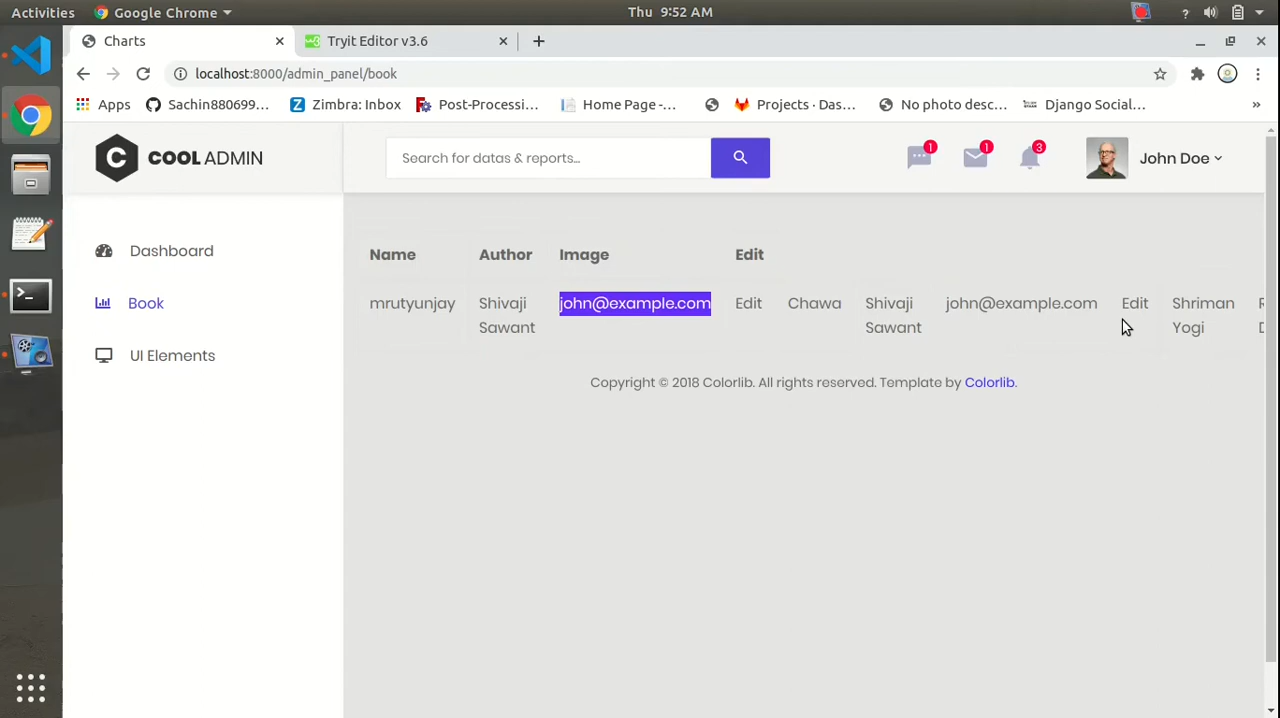 Activities Google Chrome Thu 9:52 AM ?
Charts Tryit Editor v3.6
localhost:8000/admin_panel/book
Apps Sachin880699... Zimbra: Inbox Post-Processi... Home Page -... Projects · Das... No photo desc... Django Social... »
C COOL ADMIN Search for datas & reports... 1 1 3 John Doe
Dashboard
Book
UI Elements
Name Author Image Edit
mrutyunjay Shivaji john@example.com Edit Chawa Shivaji john@example.com Edit Shriman
Sawant Sawant Yogi
Copyright © 2018 Colorlib. All rights reserved. Template by Colorlib.